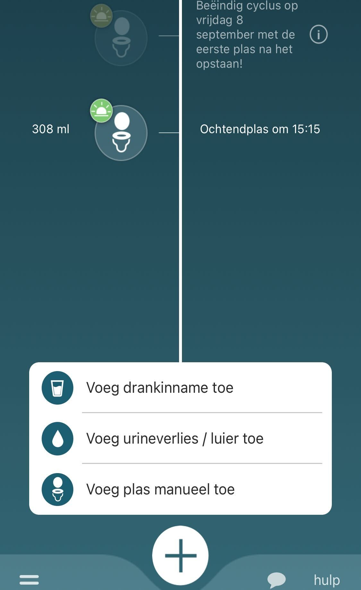 Beëindig cyclus op
vrijdag 8
september met de
eerste plas na het
opstaan!
i
308 ml
Ochtendplas om 15:15
Voeg drankinname toe
Voeg urineverlies / luier toe
Voeg plas manueel toe
hulp